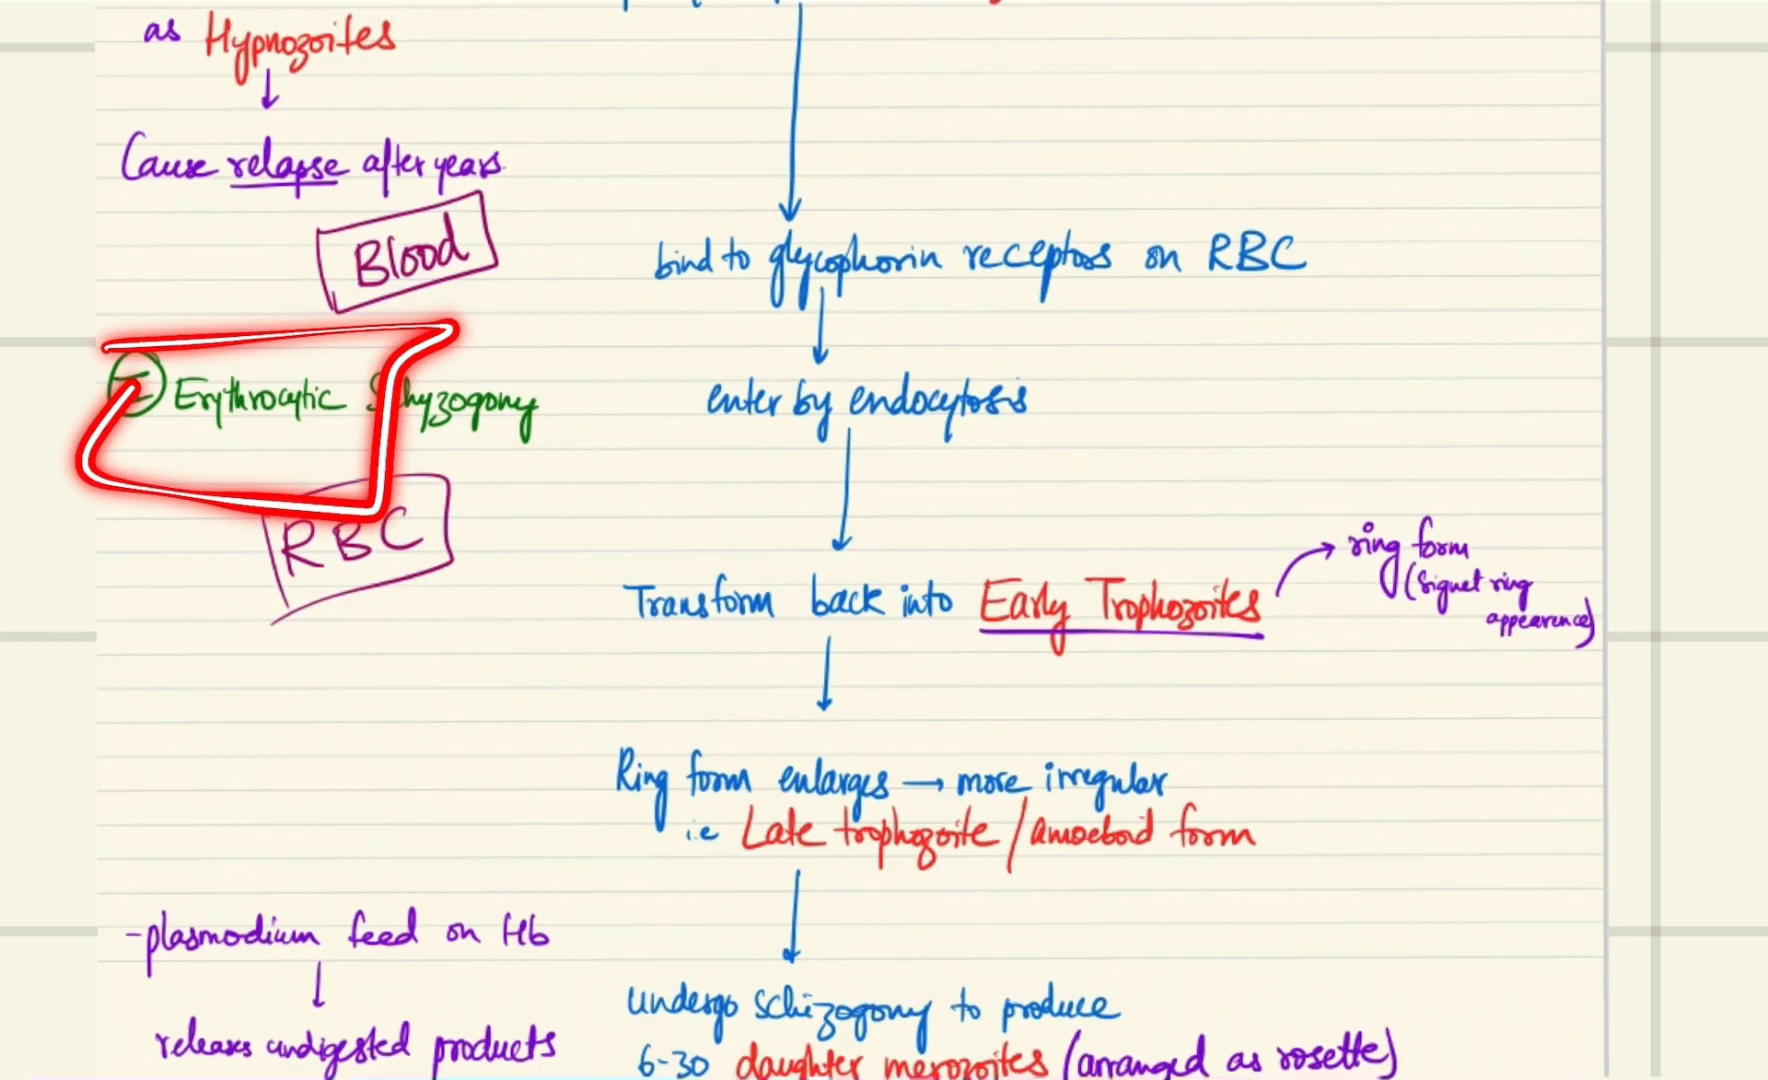 as Hypnozoites
Cause relapse after years.
Blood
Erythrocytic Schyzogony
RBC
bind to glycophorin receptors on RBC
enter by endocytosis
Transform back into Early Trophozoites
ring form
(signet ring
appearence)
Ring form enlarges → more irregular
i.e Late trophozoite / amoeboid form
- plasmodium feed on Hb
releases undigested products
undergo schizogony to produce
6-30 daughter merozoites (arranged as rosette)